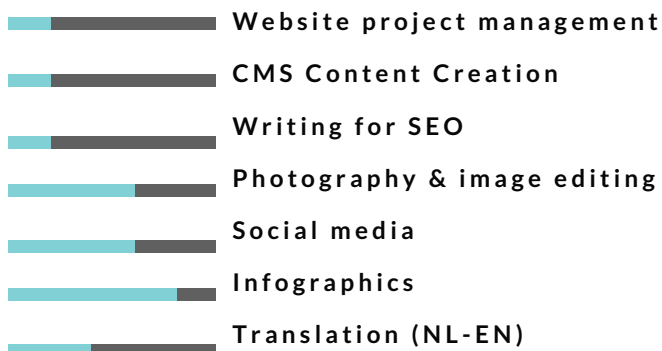 Website project management
CMS Content Creation
Writing for SEO
Photography & image editing
Social media
Infographics
Translation (NL-EN)